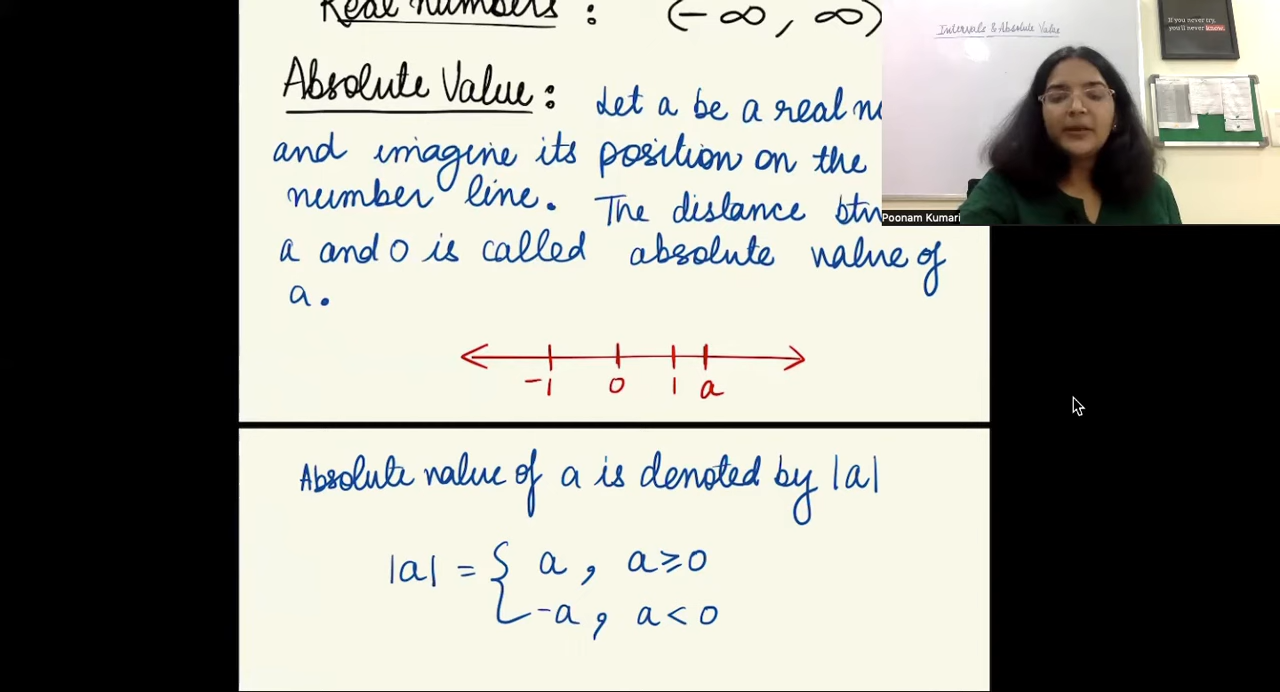 Real numbers : (-∞, ∞)
Absolute Value : Let a be a real
and imagine its position on the
number line. The distance btw
a and 0 is called absolute value of
a.
-1 0 1 a
Absolute value of a is denoted by |a|
|a| = { a, a≥0
-a, a<0
Intervals & Absolute Value
If you never try,
you'll never know.
Poonam Kumari